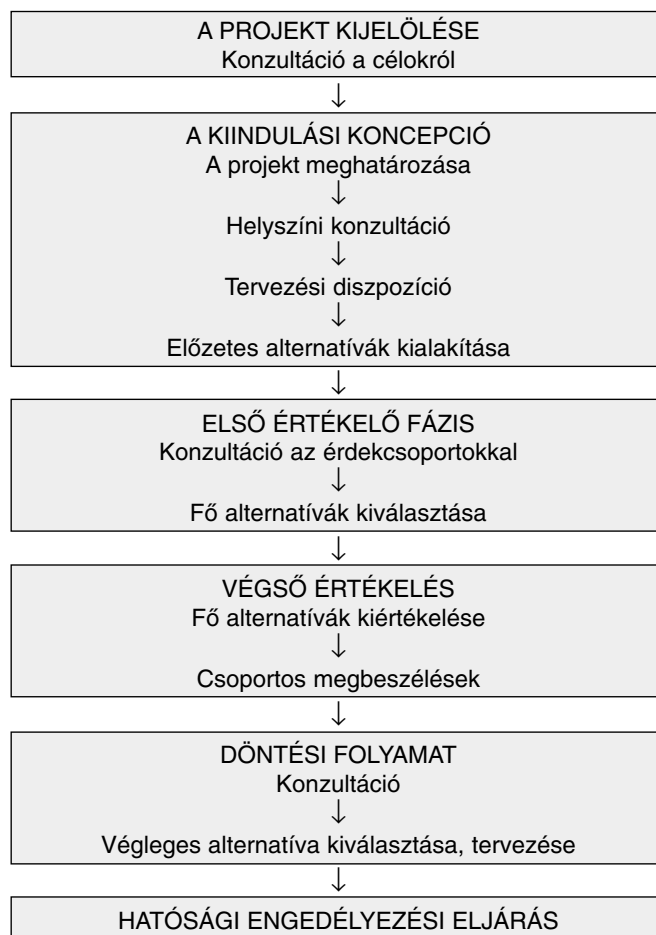 A PROJEKT KIJELÖLÉSE
Konzultáció a célokról
↓
A KIINDULÁSI KONCEPCIÓ
A projekt meghatározása
↓
Helyszíni konzultáció
↓
Tervezési diszpozíció
↓
Előzetes alternatívák kialakítása
↓
ELSŐ ÉRTÉKELŐ FÁZIS
Konzultáció az érdekcsoportokkal
↓
Fő alternatívák kiválasztása
↓
VÉGSŐ ÉRTÉKELÉS
Fő alternatívák kiértékelése
↓
Csoportos megbeszélések
↓
DÖNTÉSI FOLYAMAT
Konzultáció
↓
Végleges alternatíva kiválasztása, tervezése
↓
HATÓSÁGI ENGEDÉLYEZÉSI ELJÁRÁS